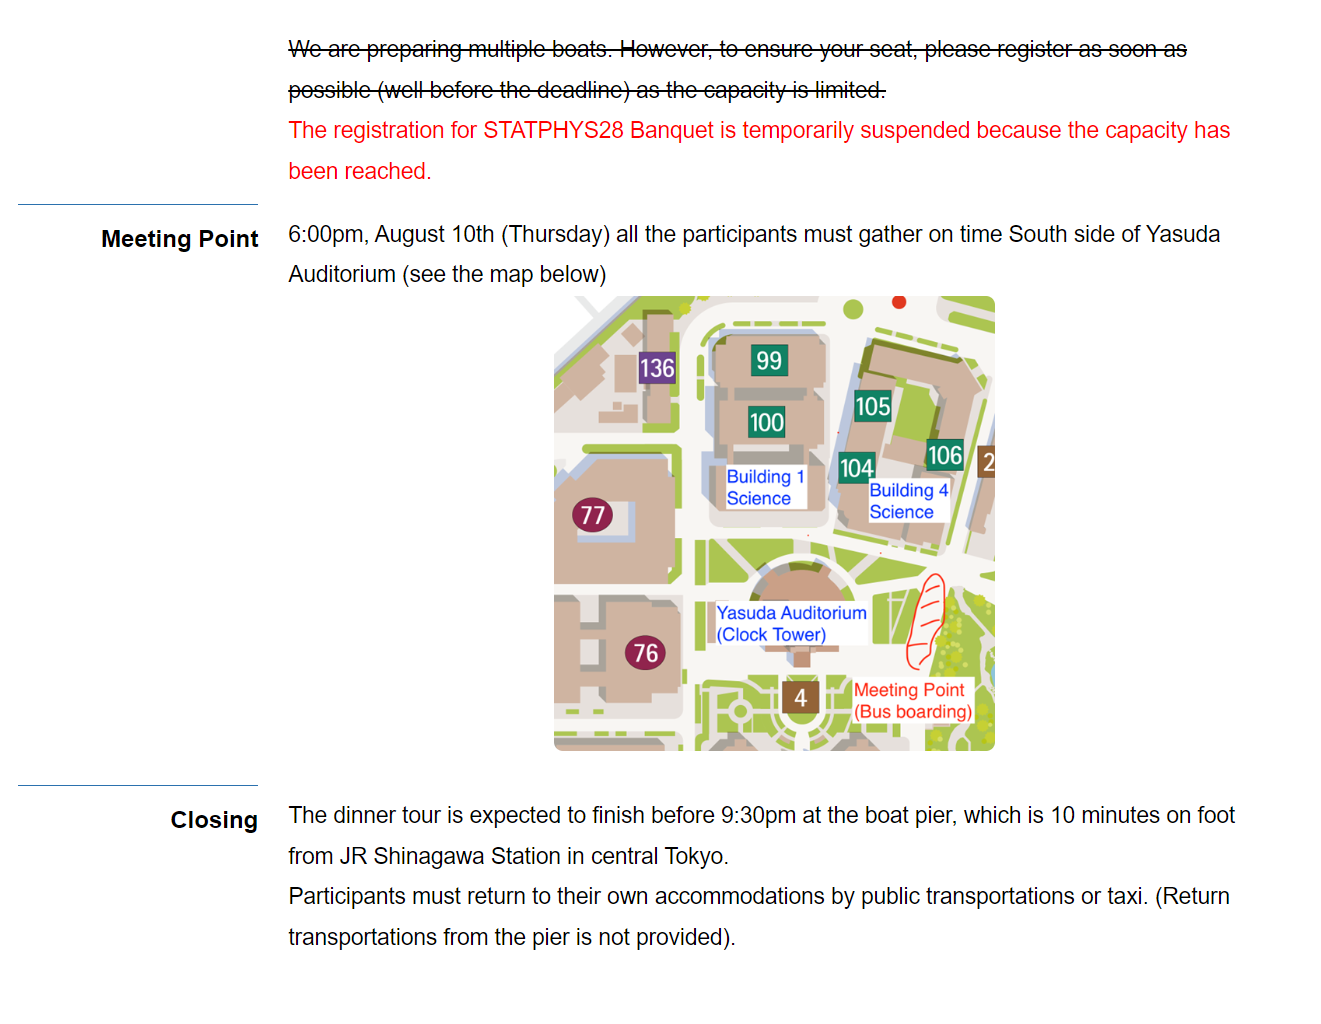 We are preparing multiple boats. However, to ensure your seat, please register as soon as
possible (well before the deadline) as the capacity is limited.
The registration for STATPHYS28 Banquet is temporarily suspended because the capacity has
been reached.
Meeting Point
6:00pm, August 10th (Thursday) all the participants must gather on time South side of Yasuda
Auditorium (see the map below)
136
99
100
105
104
106
2
Building 1
Science
Building 4
Science
77
Yasuda Auditorium
(Clock Tower)
76
4
Meeting Point
(Bus boarding)
Closing
The dinner tour is expected to finish before 9:30pm at the boat pier, which is 10 minutes on foot
from JR Shinagawa Station in central Tokyo.
Participants must return to their own accommodations by public transportations or taxi. (Return
transportations from the pier is not provided).